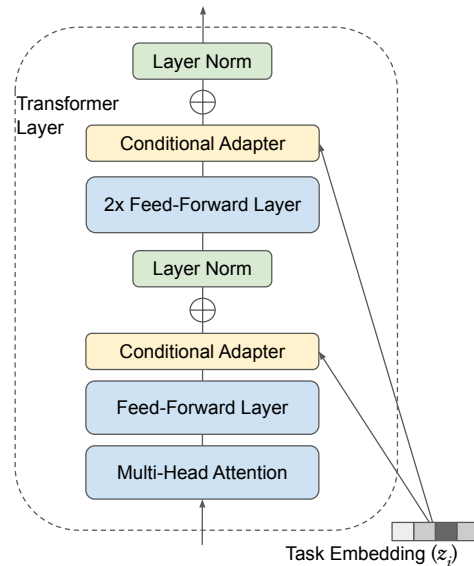 Layer Norm
Transformer
Layer
Conditional Adapter
2x Feed-Forward Layer
Layer Norm
Conditional Adapter
Feed-Forward Layer
Multi-Head Attention
Task Embedding (zᵢ)